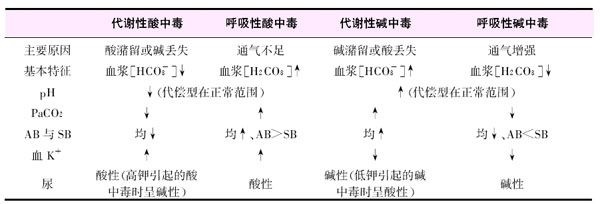 代谢性酸中毒 呼吸性酸中毒 代谢性碱中毒 呼吸性碱中毒
主要原因 酸潴留或碱丢失 通气不足 碱潴留或酸丢失 通气增强
基本特征 血浆[HCO₃⁻]↓ 血浆[H₂CO₃]↑ 血浆[HCO₃⁻]↑ 血浆[H₂CO₃]↓
pH ↓(代偿型在正常范围) ↑(代偿型在正常范围)
PaCO₂ ↓ ↑ ↑ ↓
AB与SB 均↓ 均↑、AB>SB 均↑ 均↓、AB<SB
血K⁺ ↑ ↑ ↓ ↓
尿 酸性(高钾引起的酸中毒时呈碱性) 酸性 碱性(低钾引起的碱中毒时呈酸性) 碱性